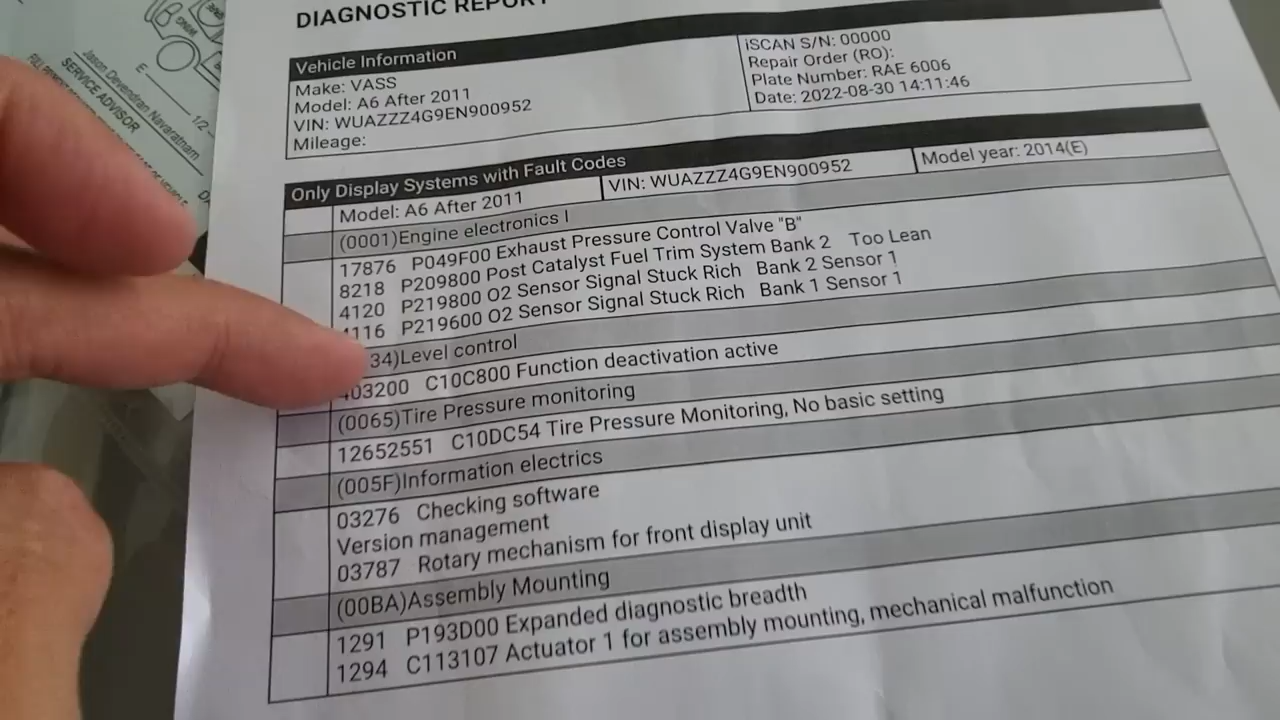 DIAGNOSTIC REPORT
Vehicle Information
Make: VASS
Model: A6 After 2011
VIN: WUAZZZ4G9EN900952
Mileage:
iSCAN S/N: 00000
Repair Order (RO):
Plate Number: RAE 6006
Date: 2022-08-30 14:11:46
Only Display Systems with Fault Codes
Model: A6 After 2011 VIN: WUAZZZ4G9EN900952 Model year: 2014(E)
(0001)Engine electronics I
17876 P049F00 Exhaust Pressure Control Valve "B"
8218 P209800 Post Catalyst Fuel Trim System Bank 2 Too Lean
4120 P219800 O2 Sensor Signal Stuck Rich Bank 2 Sensor 1
4116 P219600 O2 Sensor Signal Stuck Rich Bank 1 Sensor 1
34)Level control
403200 C10C800 Function deactivation active
(0065)Tire Pressure monitoring
12652551 C10DC54 Tire Pressure Monitoring, No basic setting
(005F)Information electrics
03276 Checking software
Version management
03787 Rotary mechanism for front display unit
(00BA)Assembly Mounting
1291 P193D00 Expanded diagnostic breadth
1294 C113107 Actuator 1 for assembly mounting, mechanical malfunction
Jason Devendran Navaratnam
SERVICE ADVISOR
E
1/2